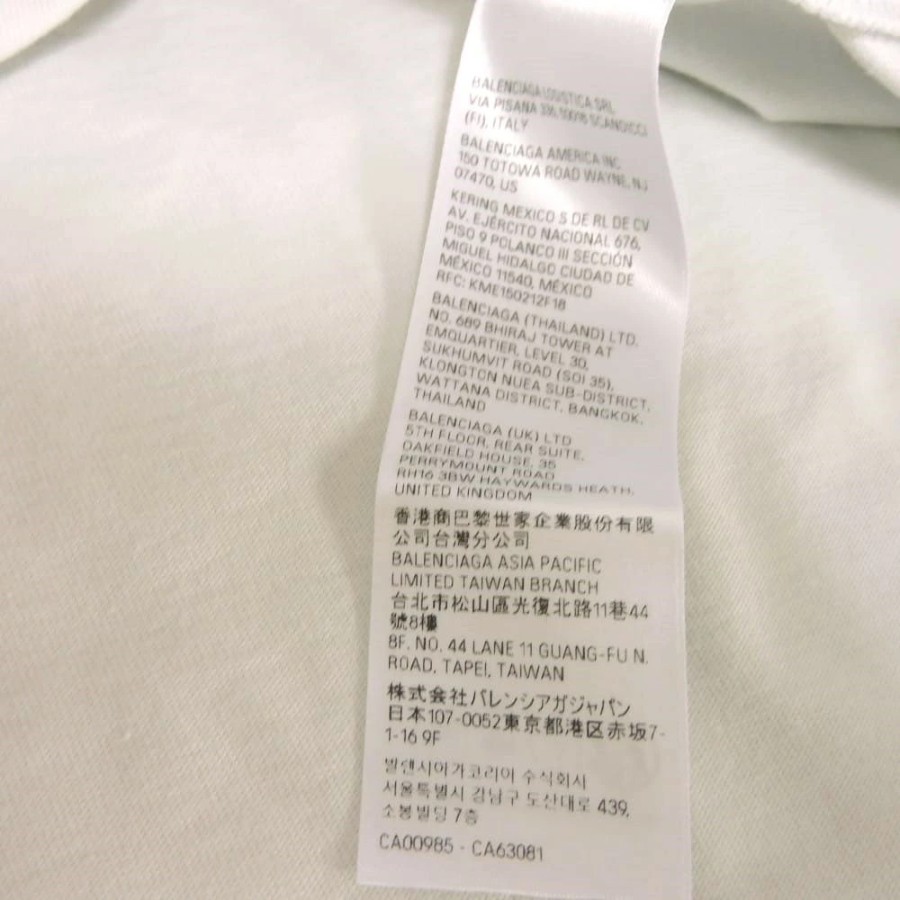 BALENCIAGA LOGISTICA SRL
VIA PISANA 336, 50018 SCANDICCI
(FI), ITALY
BALENCIAGA AMERICA INC.
150 TOTOWA ROAD WAYNE, NJ
07470, US
KERING MEXICO S DE RL DE CV
AV. EJÉRCITO NACIONAL 676,
PISO 9 POLANCO III SECCIÓN
MIGUEL HIDALGO CIUDAD DE
MÉXICO 11540, MÉXICO
RFC: KME150212F18
BALENCIAGA (THAILAND) LTD.
NO. 689 BHIRAJ TOWER AT
EMQUARTIER, LEVEL 30,
SUKHUMVIT ROAD (SOI 35),
KLONGTON NUEA SUB-DISTRICT,
WATTANA DISTRICT, BANGKOK,
THAILAND
BALENCIAGA (UK) LTD
5TH FLOOR, REAR SUITE,
OAKFIELD HOUSE, 35
PERRYMOUNT ROAD
RH16 3BW HAYWARDS HEATH,
UNITED KINGDOM
香港商巴黎世家企業股份有限
公司台灣分公司
BALENCIAGA ASIA PACIFIC
LIMITED TAIWAN BRANCH
台北市松山區光復北路11巷44
號8樓
8F. NO. 44 LANE 11 GUANG-FU N.
ROAD, TAPEI, TAIWAN
株式会社バレンシアガジャパン
日本107-0052東京都港区赤坂7-
1-16 9F
발렌시아가코리아 수식회사
서울특별시 강남구 도산대로 439,
소봉빌딩 7층
CA00985 - CA63081